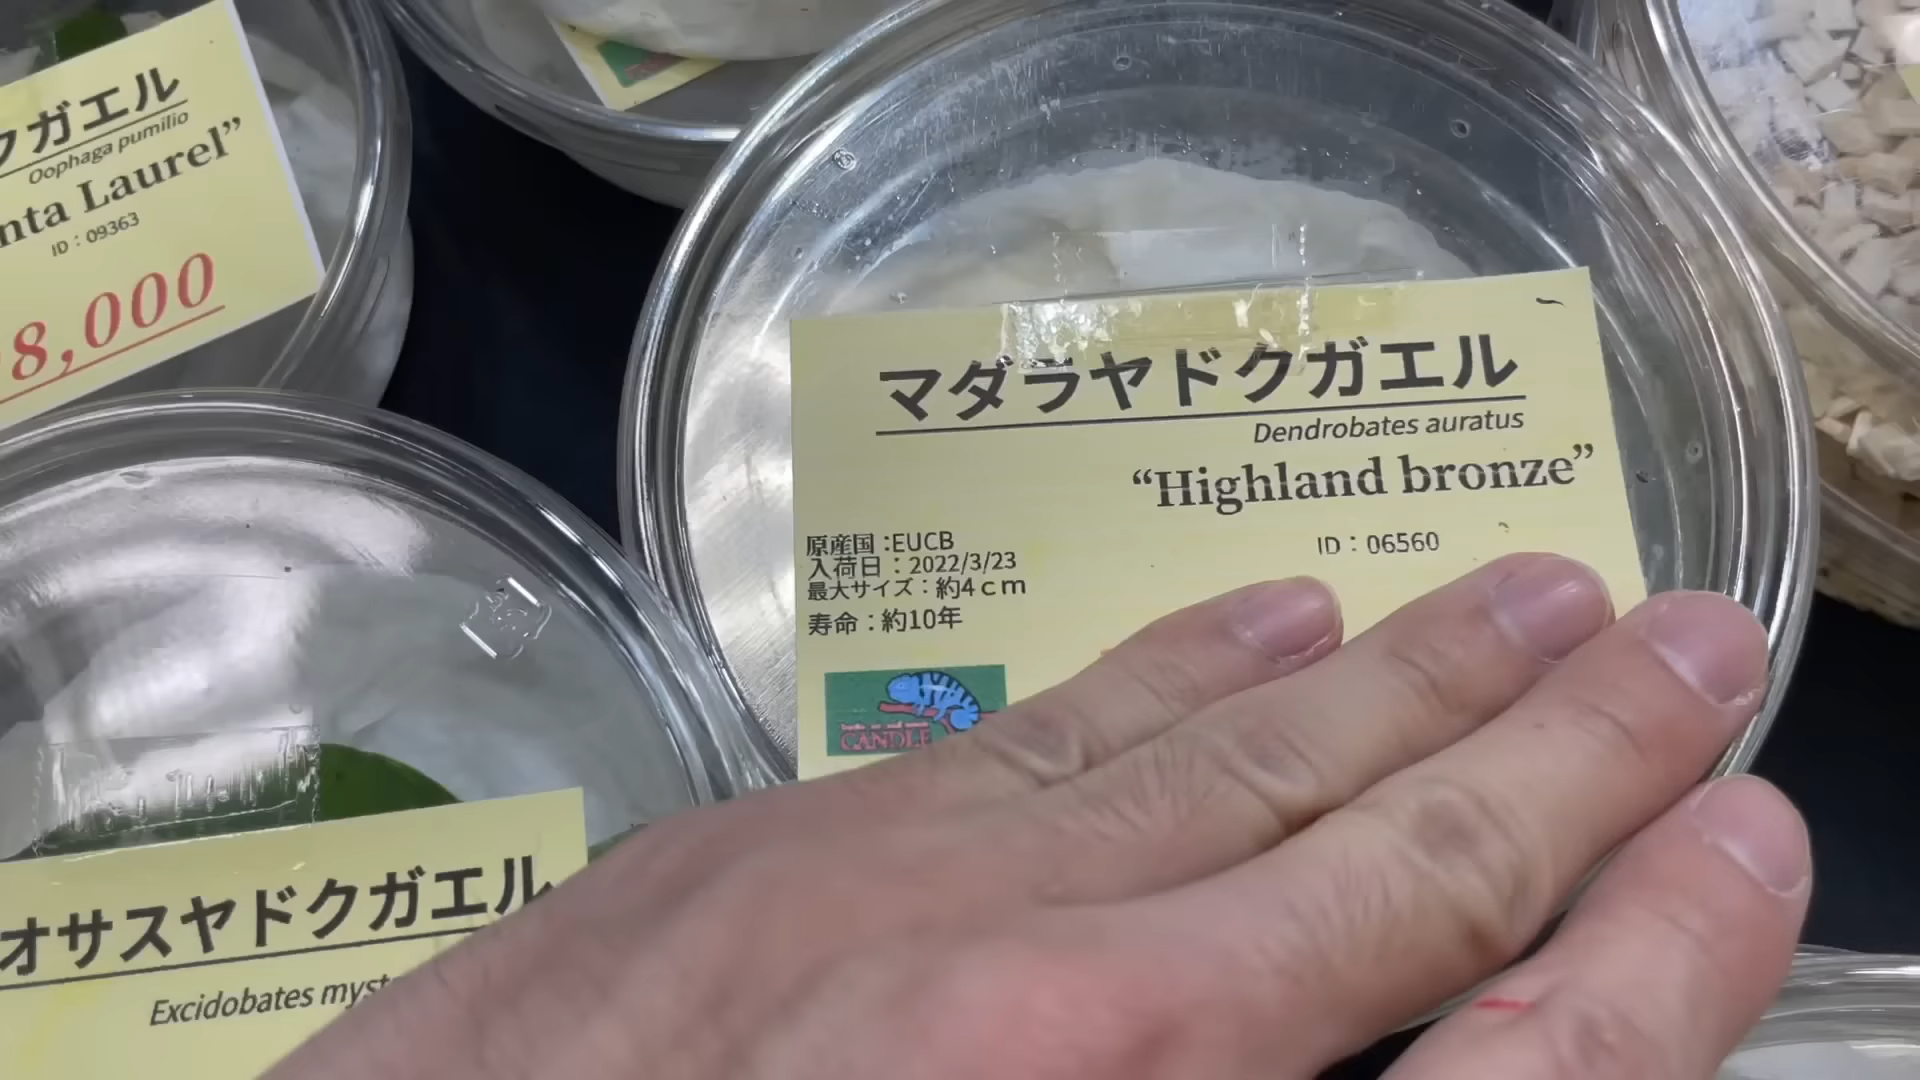 クガエル
Oophaga pumilio
nta Laurel”
ID：09363
8,000
マダラヤドクガエル
Dendrobates auratus
“Highland bronze”
ID：06560
原産国：EUCB
入荷日：2022/3/23
最大サイズ：約4cm
寿命：約10年
CANDLE
オサスヤドクガエル
Excidobates myst